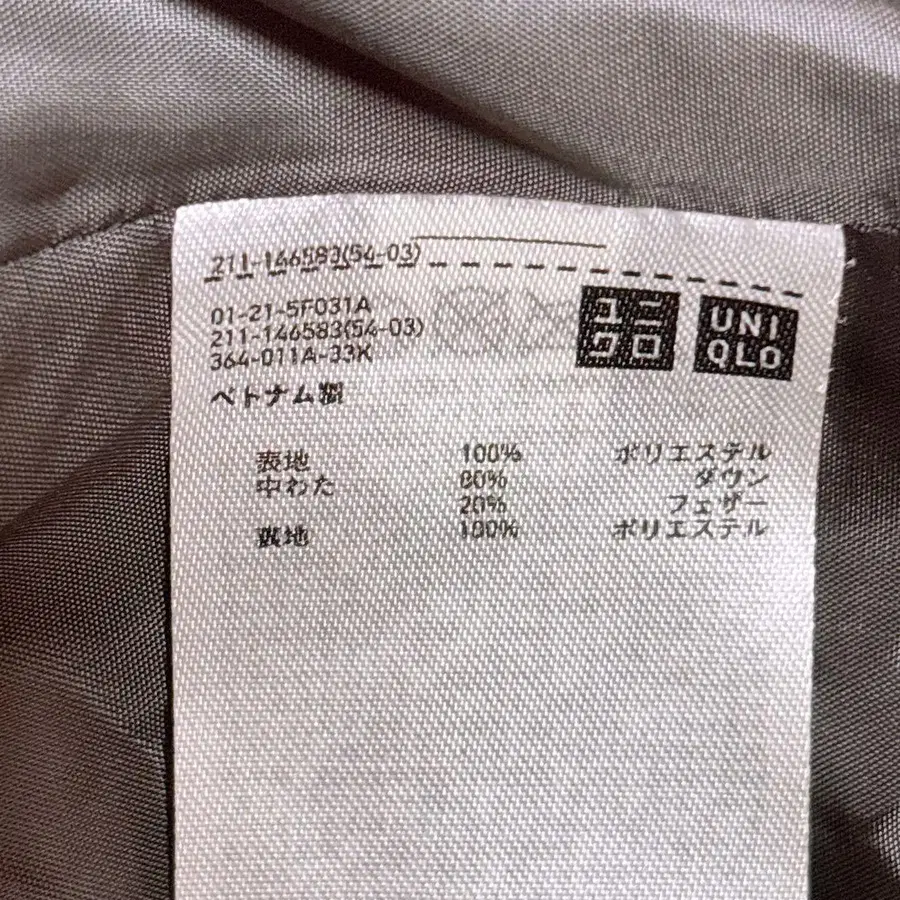 211-146583(54-03)
01-21-5F031A
211-146583(54-03)
364-011A-33K
ユニクロ
UNIQLO
ベトナム製
表地 100% ポリエステル
中わた 80% ダウン
20% フェザー
裏地 100% ポリエステル